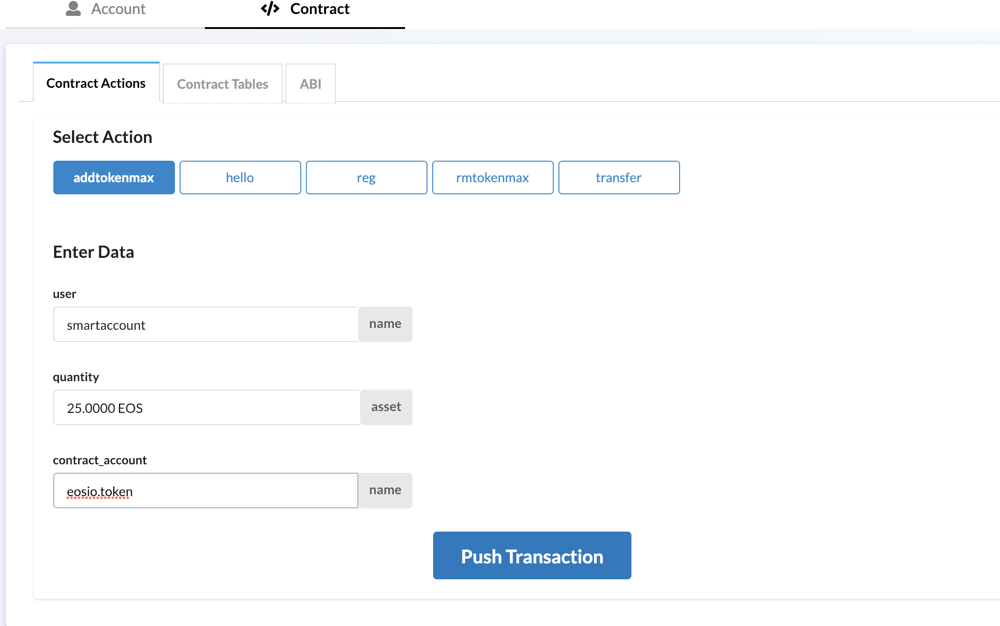 Account
Contract
Contract Actions
Contract Tables
ABI
Select Action
addtokenmax
hello
reg
rmtokenmax
transfer
Enter Data
user
smartaccount
name
quantity
25.0000 EOS
asset
contract_account
eosio.token
name
Push Transaction